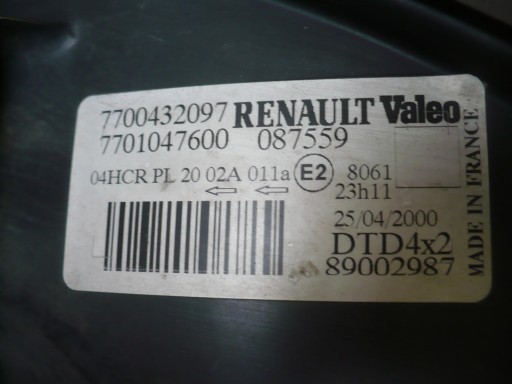 7700432097 RENAULT Valeo
7701047600 087559
04HCR PL 20 02A 011a E2 8061
23h11
25/04/2000
DTD4x2
89002987
MADE IN FRANCE